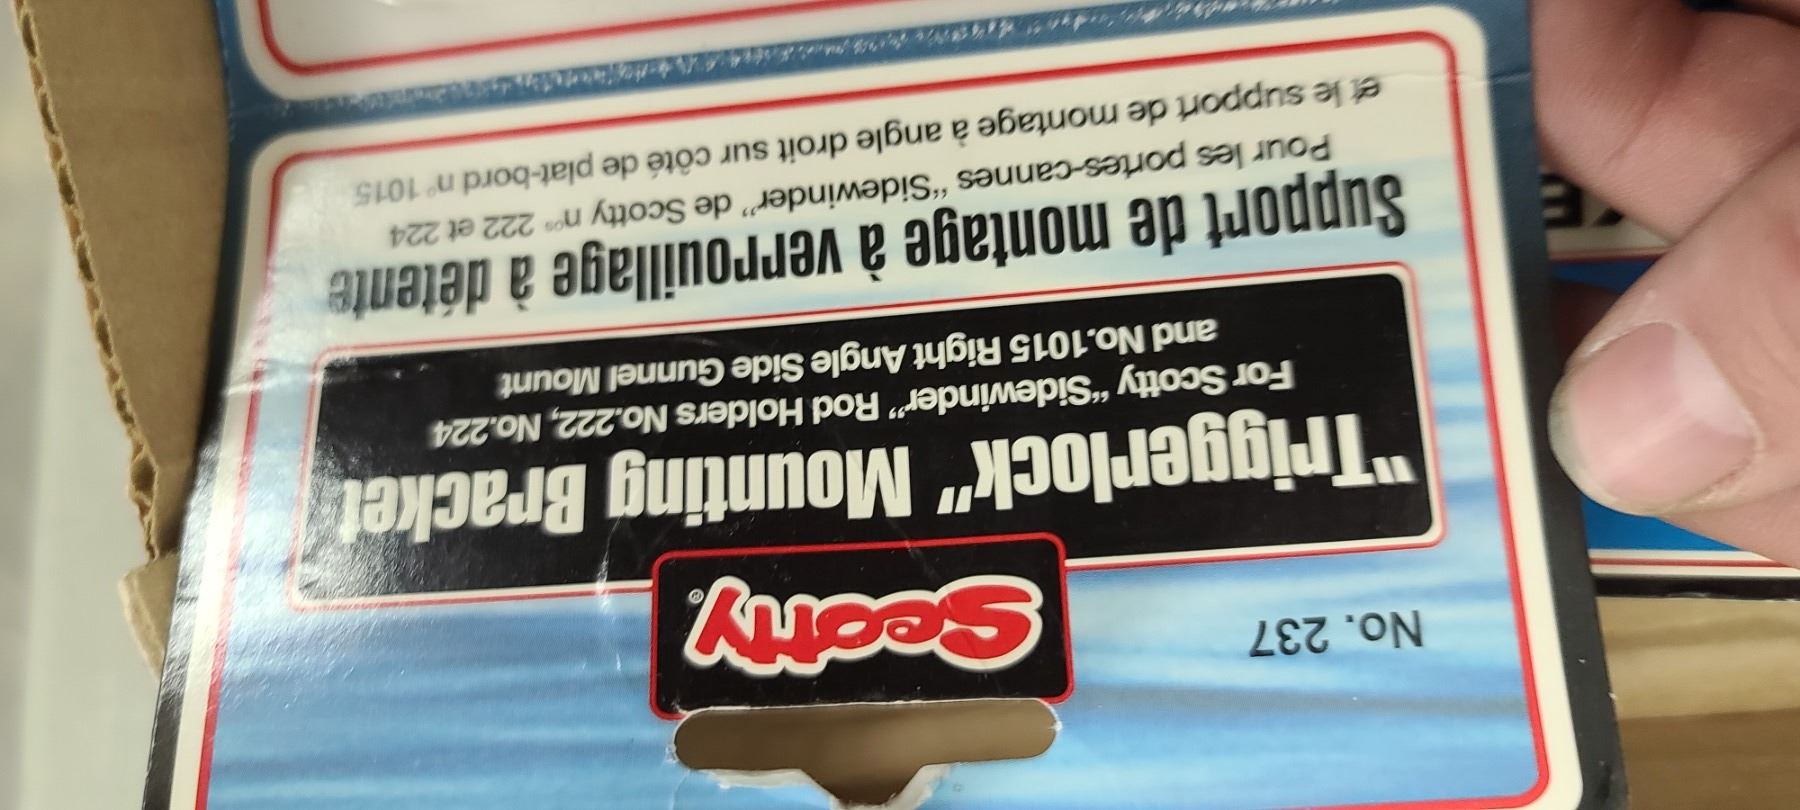 No. 237
Scotty®
"Triggerlock" Mounting Bracket
For Scotty "Sidewinder" Rod Holders No.222, No.224
and No.1015 Right Angle Side Gunnel Mount
Support de montage à verrouillage à détente
Pour les portes-cannes "Sidewinder" de Scotty nᵒˢ 222 et 224
et le support de montage à angle droit sur côté de plat-bord n° 1015